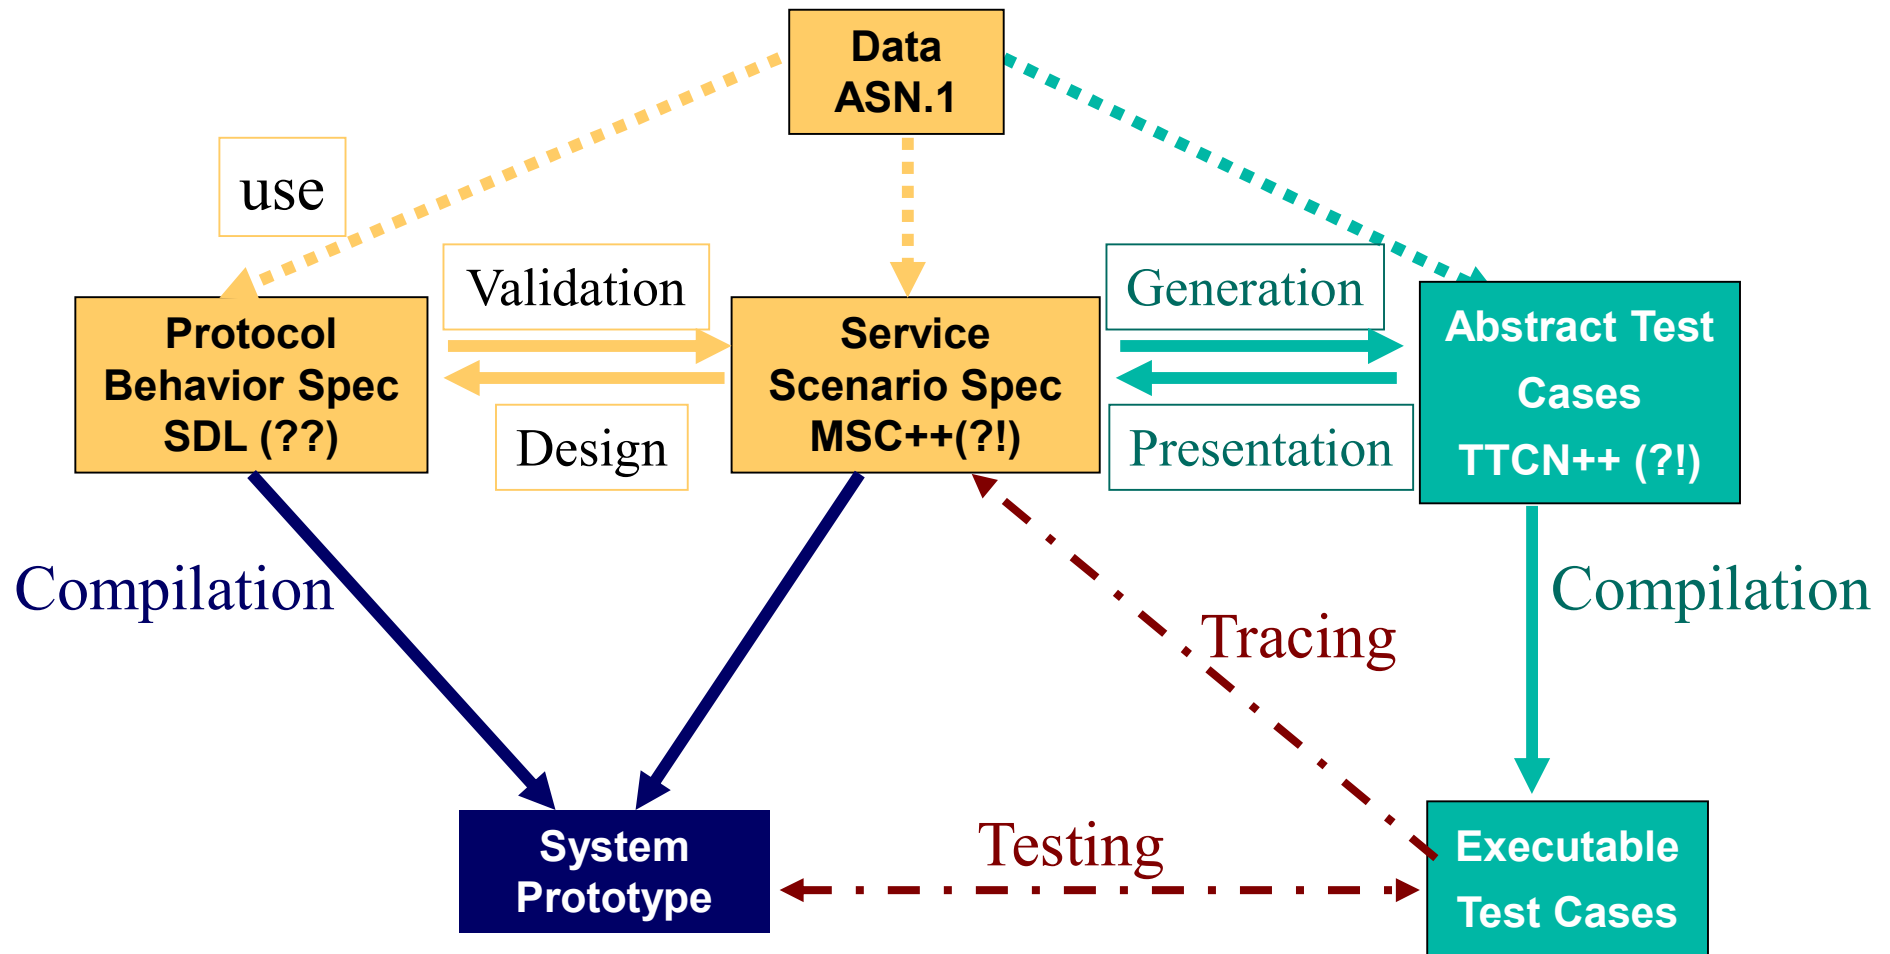 Data
ASN.1
use
Validation
Generation
Protocol
Behavior Spec
SDL (??)
Service
Scenario Spec
MSC++(?!)
Abstract Test
Cases
TTCN++ (?!)
Design
Presentation
Compilation
Tracing
Compilation
System
Prototype
Testing
Executable
Test Cases